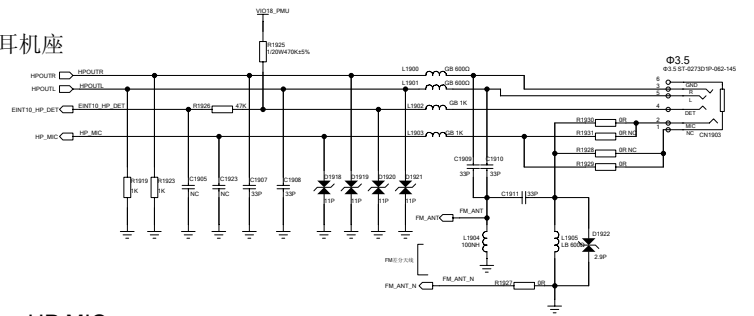 VIO18_PMU
耳机座
R1925
1/20W470K±5%
Φ3.5
Φ3.5 ST-0273D1P-062-145
L1900 GB 600Ω
HPOUTR HPOUTR
6
3 GND
L1901 GB 600Ω
HPOUTL HPOUTL
5 R
L
EINT10_HP_DET EINT10_HP_DET
R1926 47K
L1902 GB 1K
4 DET
R1930 0R
2 MIC
1 NC
CN1903
HP_MIC HP_MIC
L1903 GB 1K
R1931 0R NC
R1928 0R NC
R1929 0R
C1909 C1910
33P 33P
R1919 R1923 C1905 C1923 C1907 C1908 D1918 D1919 D1920 D1921
1K 1K NC NC 33P 33P 11P 11P 11P 11P
C1911 33P
FM_ANT FM_ANT
L1904
100NH
L1905
LB 600Ω
D1922
2.9P
FM差分天线
FM_ANT_N FM_ANT_N
R1927 0R
HP MIC